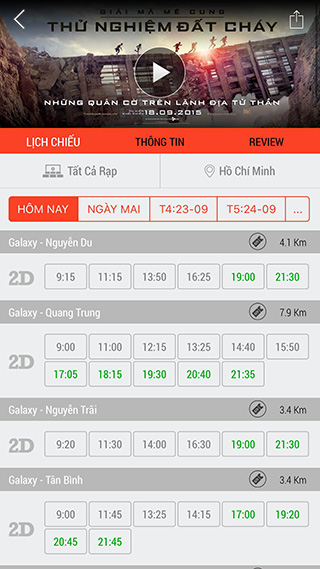 GIẢI MÃ MÊ CUNG
THỬ NGHIỆM ĐẤT CHÁY
NHỮNG QUÂN CỜ TRÊN LÃNH ĐỊA TỬ THẦN
18.09.2015
LỊCH CHIẾU THÔNG TIN REVIEW
Tất Cả Rạp Hồ Chí Minh
HÔM NAY NGÀY MAI T4:23-09 T5:24-09 ...
Galaxy - Nguyễn Du 4.1 Km
2D 9:15 11:15 13:50 16:25 19:00 21:30
Galaxy - Quang Trung 7.9 Km
9:00 11:00 12:15 13:25 14:40 15:50
2D
17:05 18:15 19:30 20:40 21:35
Galaxy - Nguyễn Trãi 3.4 Km
2D 9:20 11:30 14:00 16:30 19:00 21:30
Galaxy - Tân Bình 3.4 Km
9:00 11:45 13:25 14:15 17:00 19:20
2D
20:45 21:45